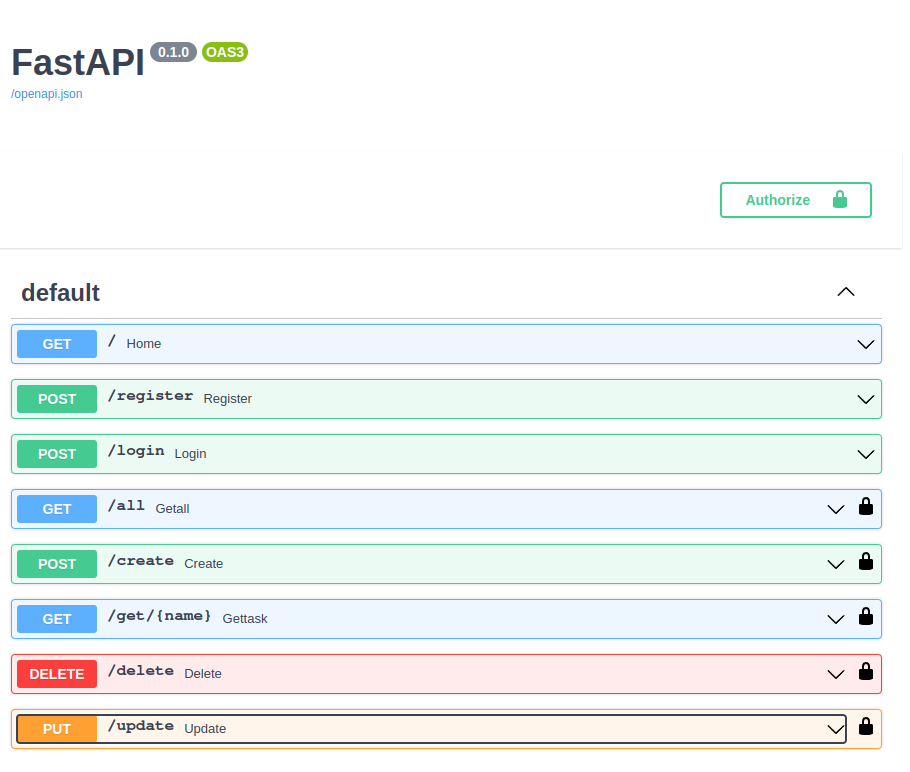 FastAPI 0.1.0 OAS3
/openapi.json
Authorize
default
GET / Home
POST /register Register
POST /login Login
GET /all Getall
POST /create Create
GET /get/{name} Gettask
DELETE /delete Delete
PUT /update Update